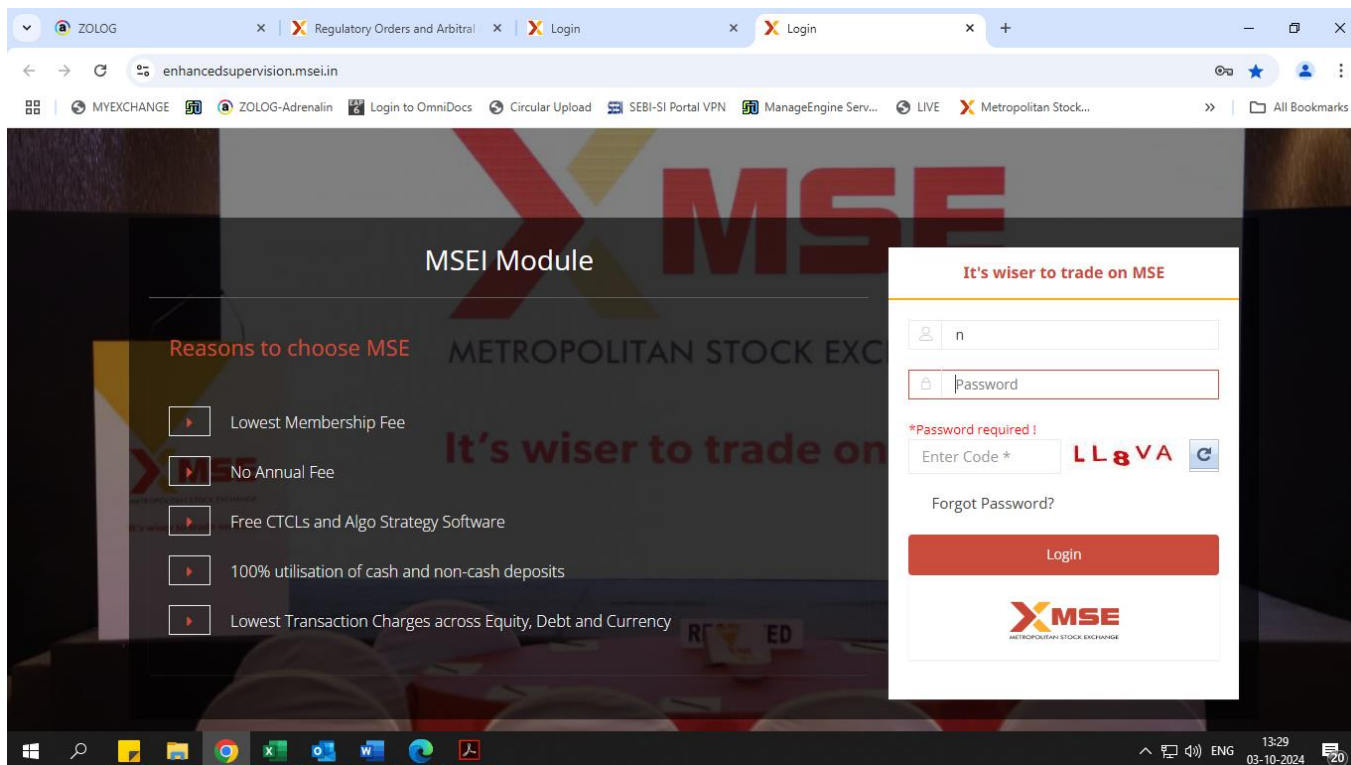 ZOLOG
Regulatory Orders and Arbitral
Login
Login
enhancedsupervision.msei.in
MYEXCHANGE
ZOLOG-Adrenalin
Login to OmniDocs
Circular Upload
SEBI-SI Portal VPN
ManageEngine Serv...
LIVE
Metropolitan Stock...
»
All Bookmarks
MSE
METROPOLITAN STOCK EXC
It's wiser to trade on
MSEI Module
Reasons to choose MSE
Lowest Membership Fee
No Annual Fee
Free CTCLs and Algo Strategy Software
100% utilisation of cash and non-cash deposits
Lowest Transaction Charges across Equity, Debt and Currency
MSE
METROPOLITAN STOCK EXCHANGE
It's wiser to trade on MSE
n
Password
*Password required !
Enter Code *
LL8VA
Forgot Password?
Login
MSE
METROPOLITAN STOCK EXCHANGE
ENG
13:29
03-10-2024
20